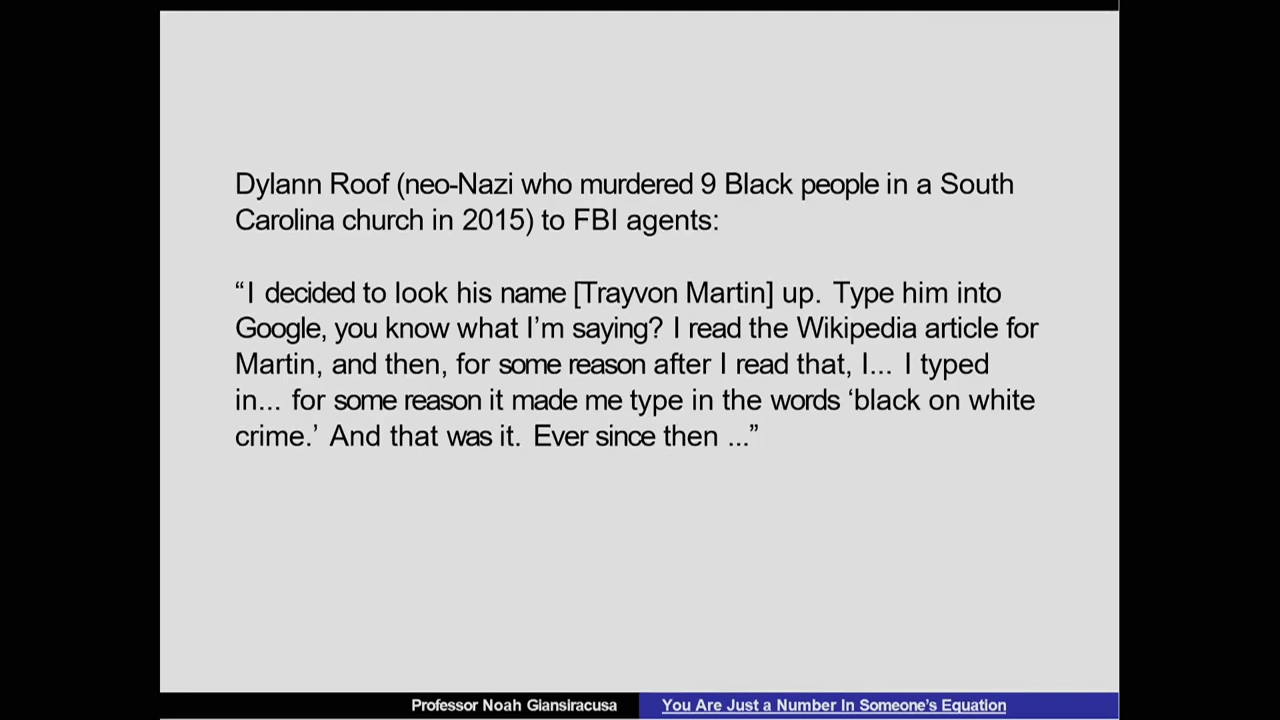 Dylann Roof (neo-Nazi who murdered 9 Black people in a South
Carolina church in 2015) to FBI agents:
“I decided to look his name [Trayvon Martin] up. Type him into
Google, you know what I’m saying? I read the Wikipedia article for
Martin, and then, for some reason after I read that, I... I typed
in... for some reason it made me type in the words ‘black on white
crime.’ And that was it. Ever since then ...”
Professor Noah Giansiracusa
You Are Just a Number In Someone’s Equation